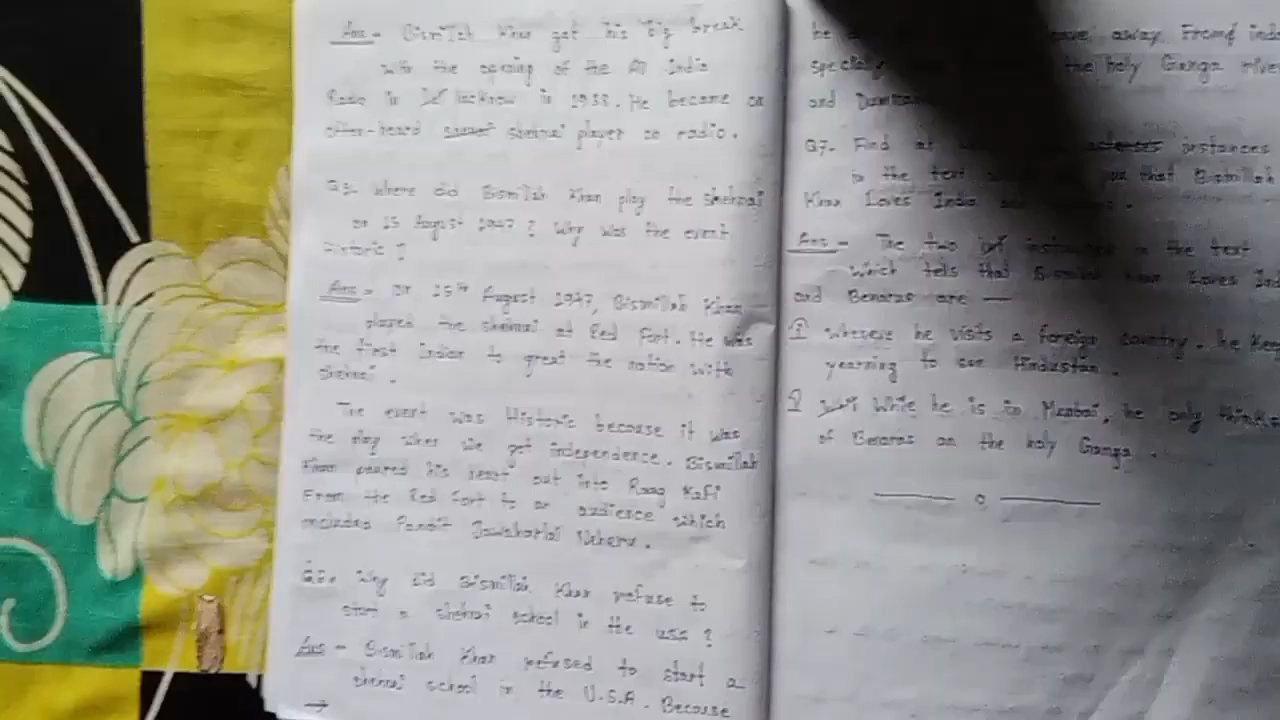 Ans - Bismillah Khan got his big break
with the opening of the All India
Radio in lucknow in 1938. He became an
often-heard shehnai player on radio.
Q5. Where did Bismillah Khan play the shehnai
on 15 August 1947? Why was the event
historic?
Ans - On 15th August 1947, Bismillah Khan
played the shehnai at Red Fort. He was
the first Indian to great the nation with
shehnai.
The event was Historic because it was
the day when we got independence. Bismillah
Khan poured his heart out into Raag Kafi
From the Red Fort to an audience which
included Pandit Jawaharlal Neheru.
Q6. Why did Bismillah Khan refuse to
start a shehnai school in the USA?
Ans - Bismillah Khan refused to start a
shehnai school in the U.S.A. Because
→
he away. From
specially the holy Ganga
and
Q7. Find at instances
in the text that Bismillah
Khan Loves India
Ans - The two in the text
which tells that Loves
and Benaras are —
① he visits a foreign country, he
yearning to see Hindustan.
2 While he is in Mumbai, he only
of Benaras on the holy Ganga.